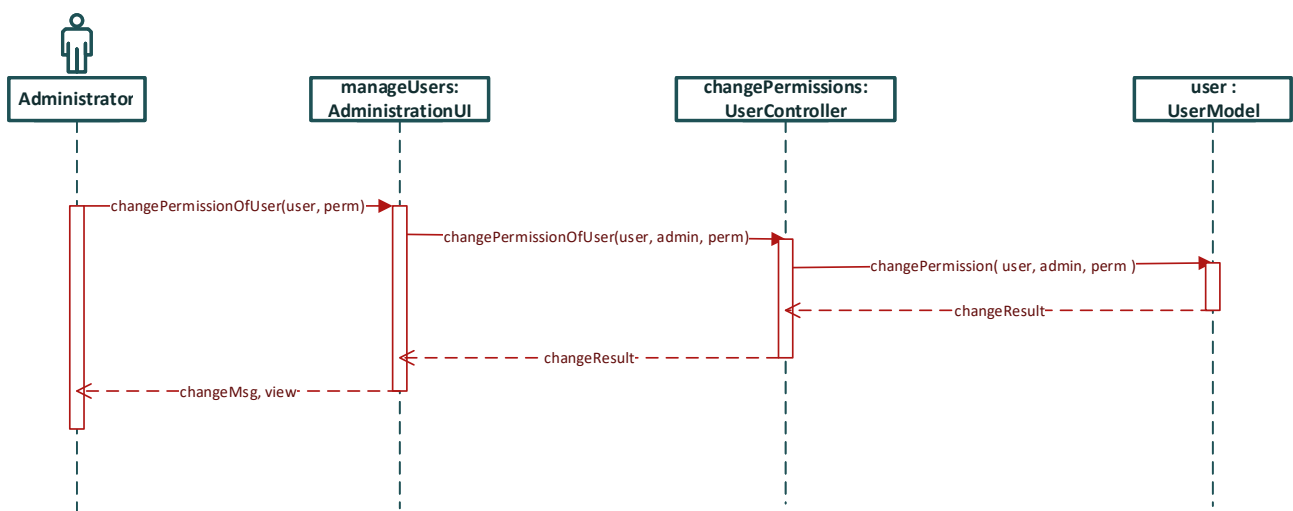 Administrator
manageUsers:
AdministrationUI
changePermissions:
UserController
user :
UserModel
changePermissionOfUser(user, perm)
changePermissionOfUser(user, admin, perm)
changePermission( user, admin, perm )
changeResult
changeResult
changeMsg, view